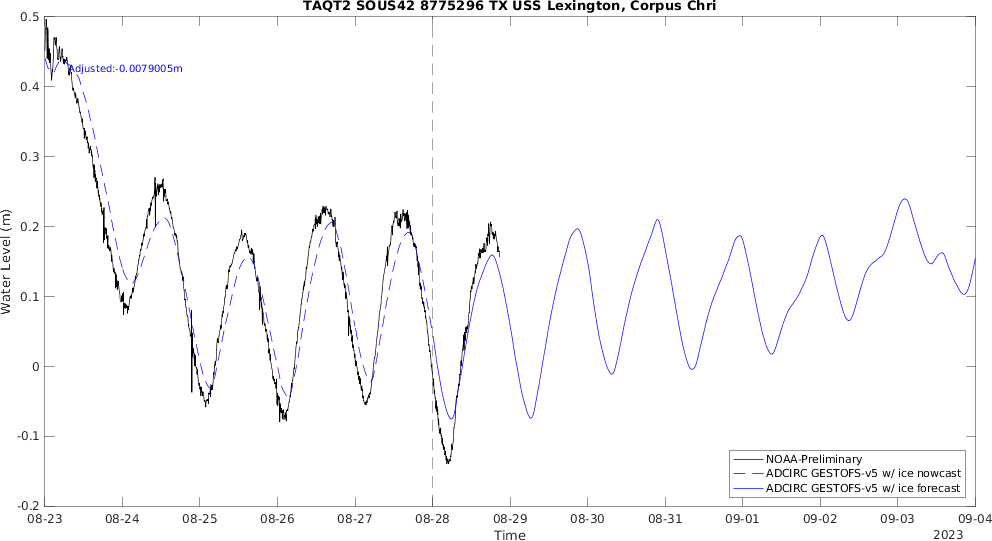 TAQT2 SOUS42 8775296 TX USS Lexington, Corpus Chri
0.5
0.4
0.3
0.2
0.1
0
-0.1
-0.2
Water Level (m)
Adjusted:-0.0079005m
NOAA-Preliminary
ADCIRC GESTOFS-v5 w/ ice nowcast
ADCIRC GESTOFS-v5 w/ ice forecast
08-23 08-24 08-25 08-26 08-27 08-28 08-29 08-30 08-31 09-01 09-02 09-03 09-04
Time
2023